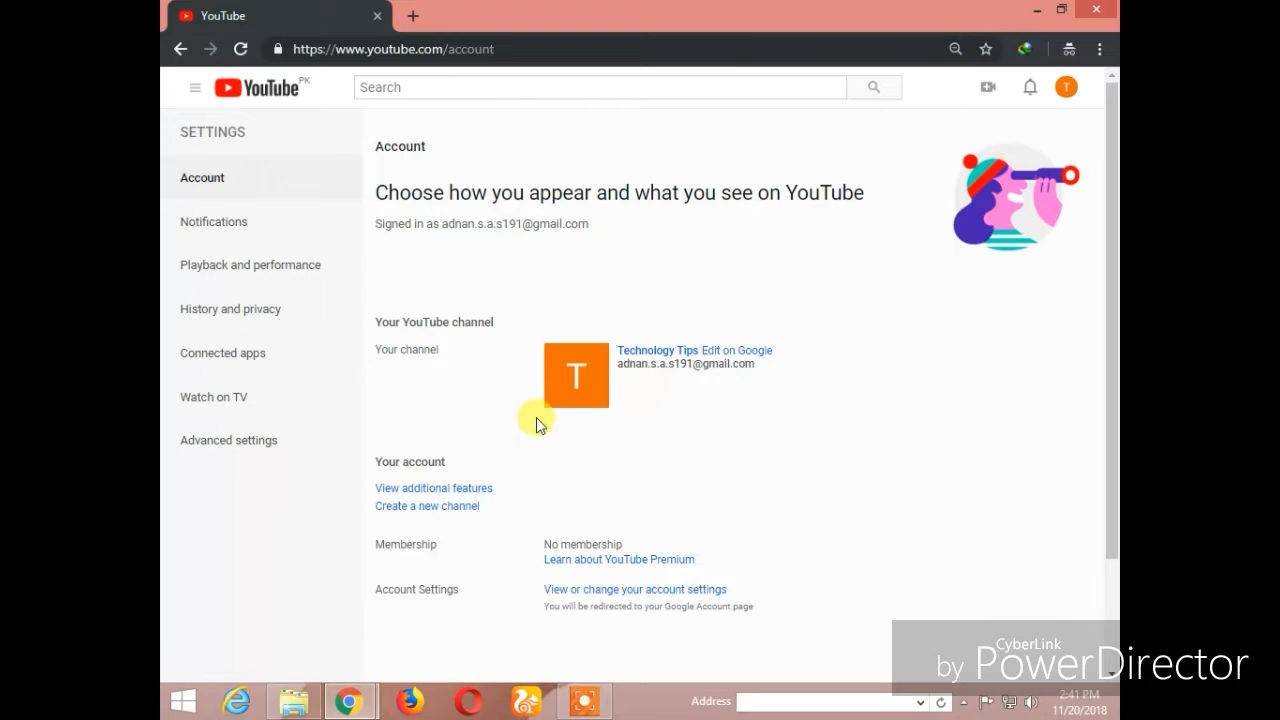 YouTube
https://www.youtube.com/account
YouTube PK
Search
T
SETTINGS
Account
Notifications
Playback and performance
History and privacy
Connected apps
Watch on TV
Advanced settings
Account
Choose how you appear and what you see on YouTube
Signed in as adnan.s.a.s191@gmail.com
Your YouTube channel
Your channel
T
Technology Tips Edit on Google
adnan.s.a.s191@gmail.com
Your account
View additional features
Create a new channel
Membership
No membership
Learn about YouTube Premium
Account Settings
View or change your account settings
You will be redirected to your Google Account page
CyberLink
by PowerDirector
Address
2:41 PM
11/20/2018